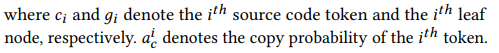 where cᵢ and gᵢ denote the iᵗʰ source code token and the iᵗʰ leaf
node, respectively. aᵢ꜀ denotes the copy probability of the iᵗʰ token.